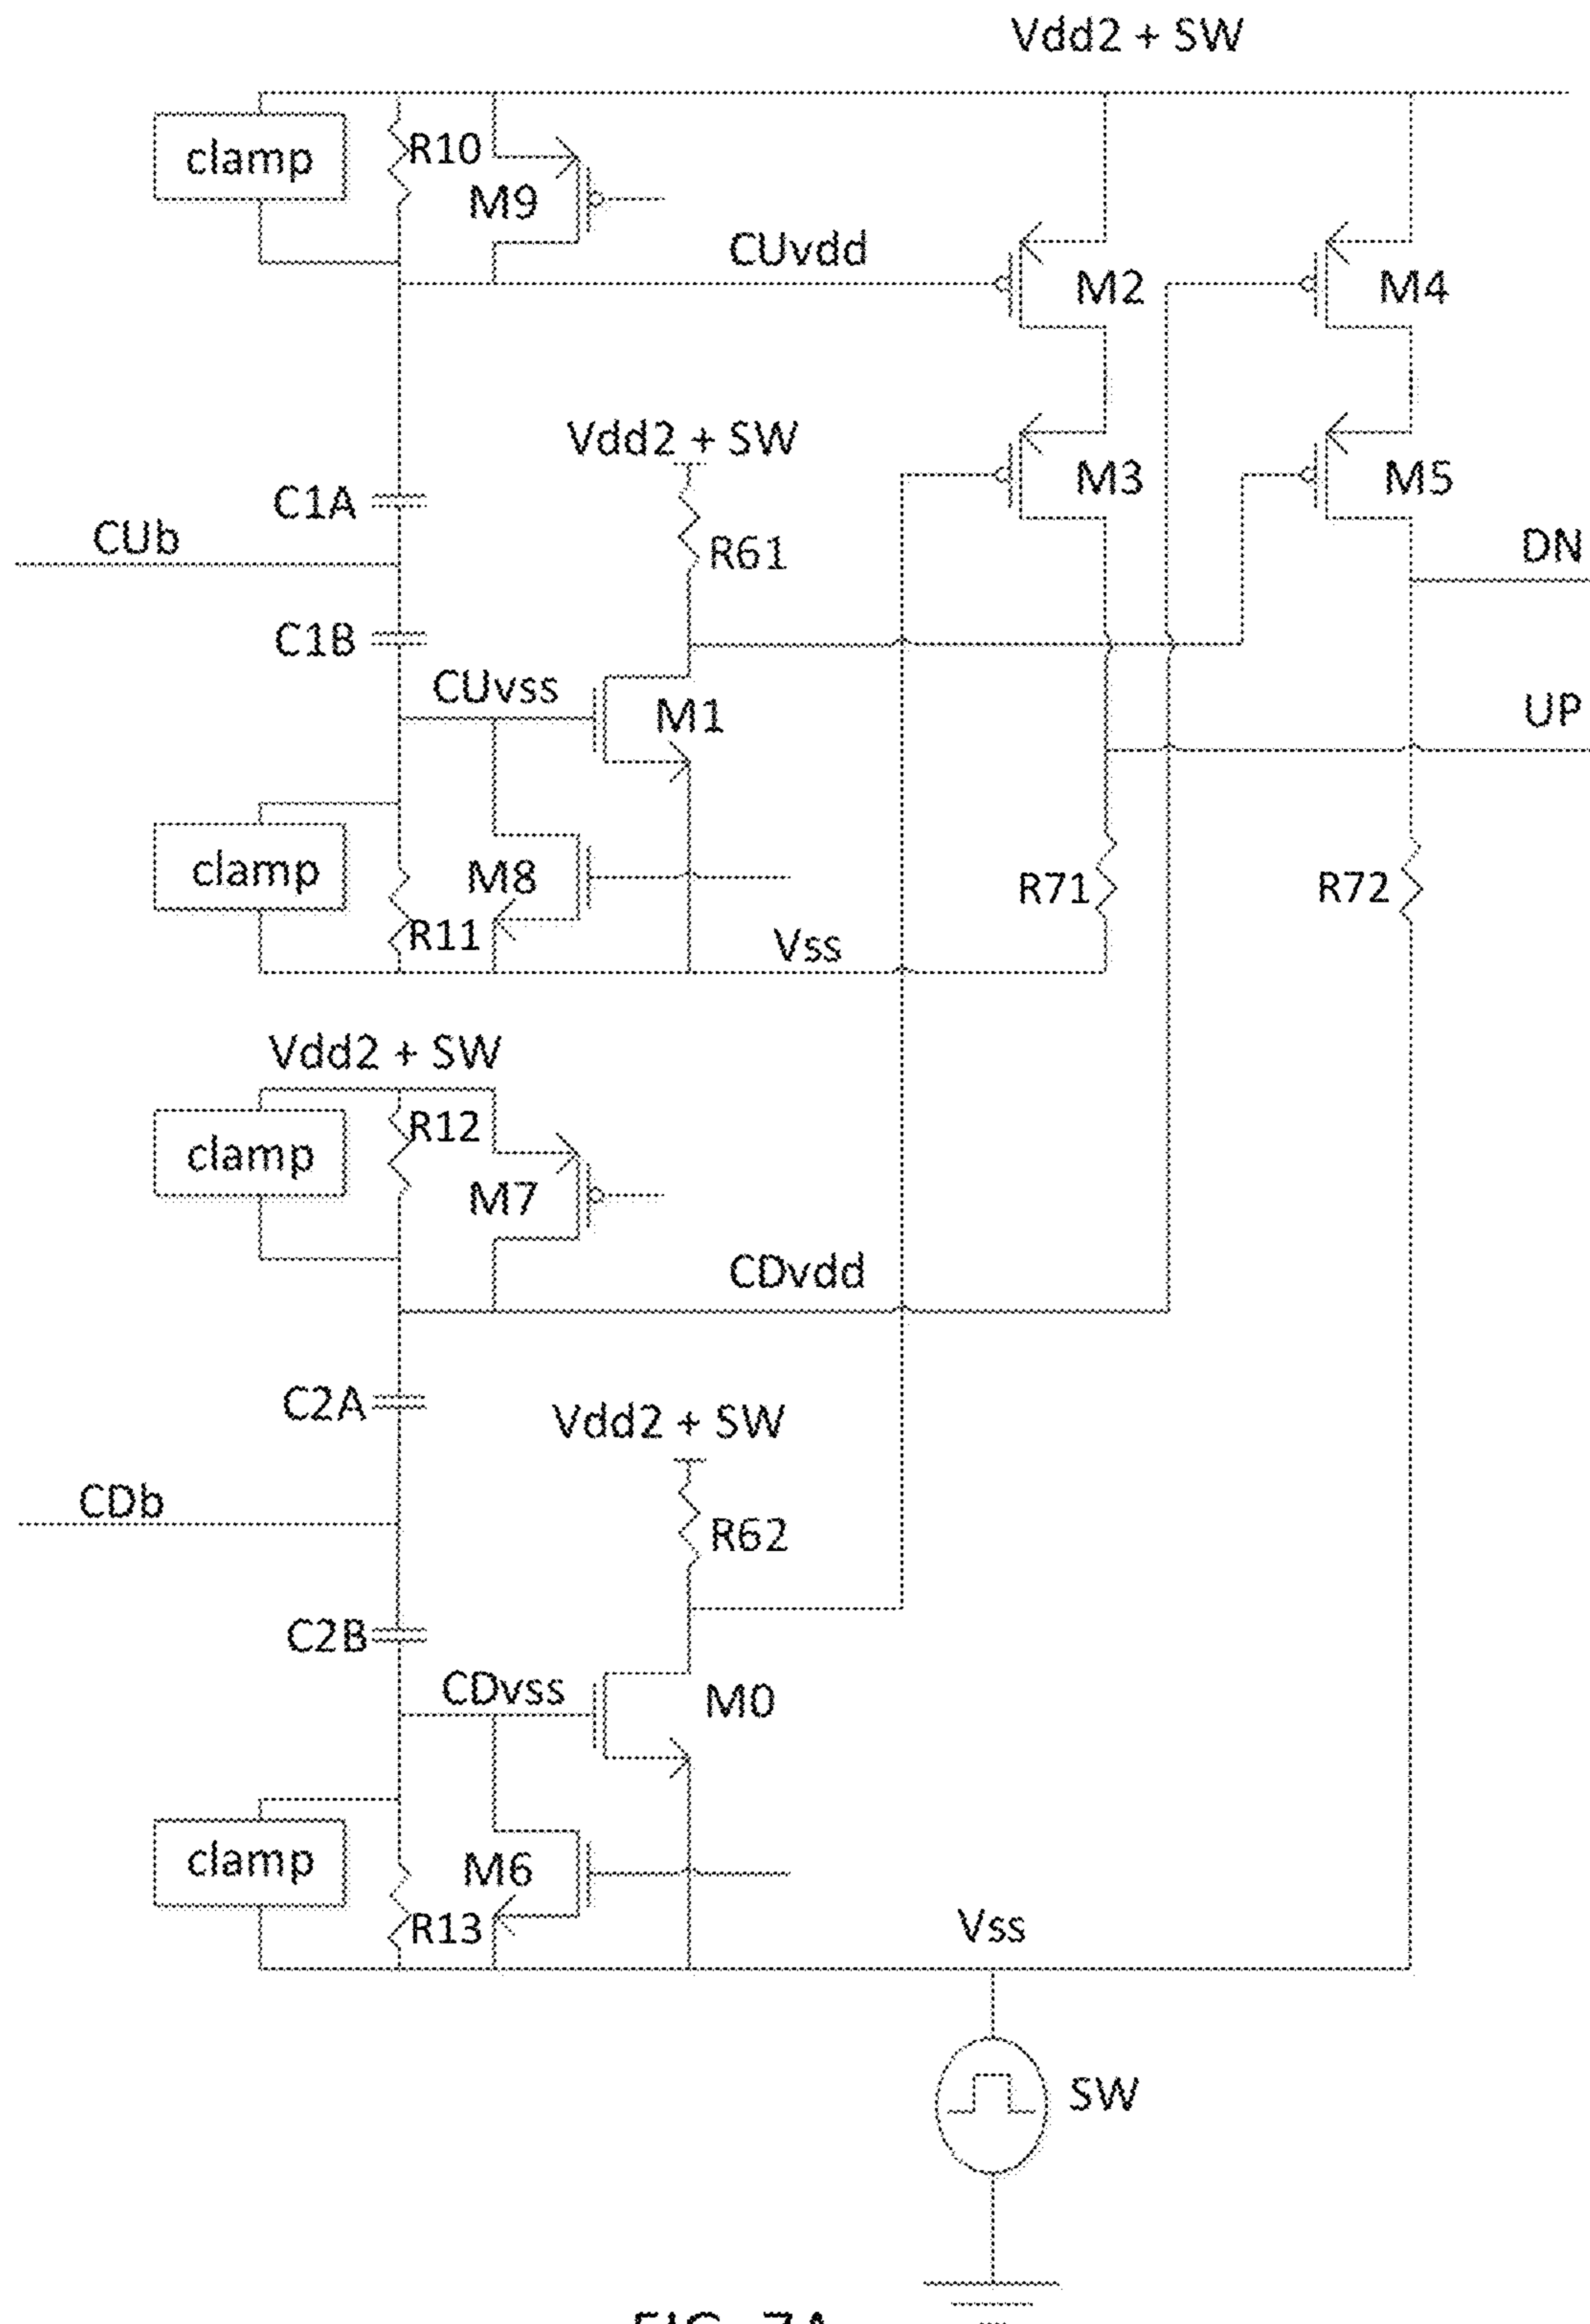 Vdd2 + SW
clamp
R10
M9
CUvdd
M2
M4
Vdd2 + SW
C1A
M3
M5
CUb
R61
DN
C1B
CUvss
M1
UP
clamp
M8
R71
R72
R11
Vss
Vdd2 + SW
R12
clamp
M7
CDvdd
C2A
Vdd2 + SW
CDb
R62
C2B
CDvss
M0
clamp
M6
R13
Vss
SW
FIG. 7A